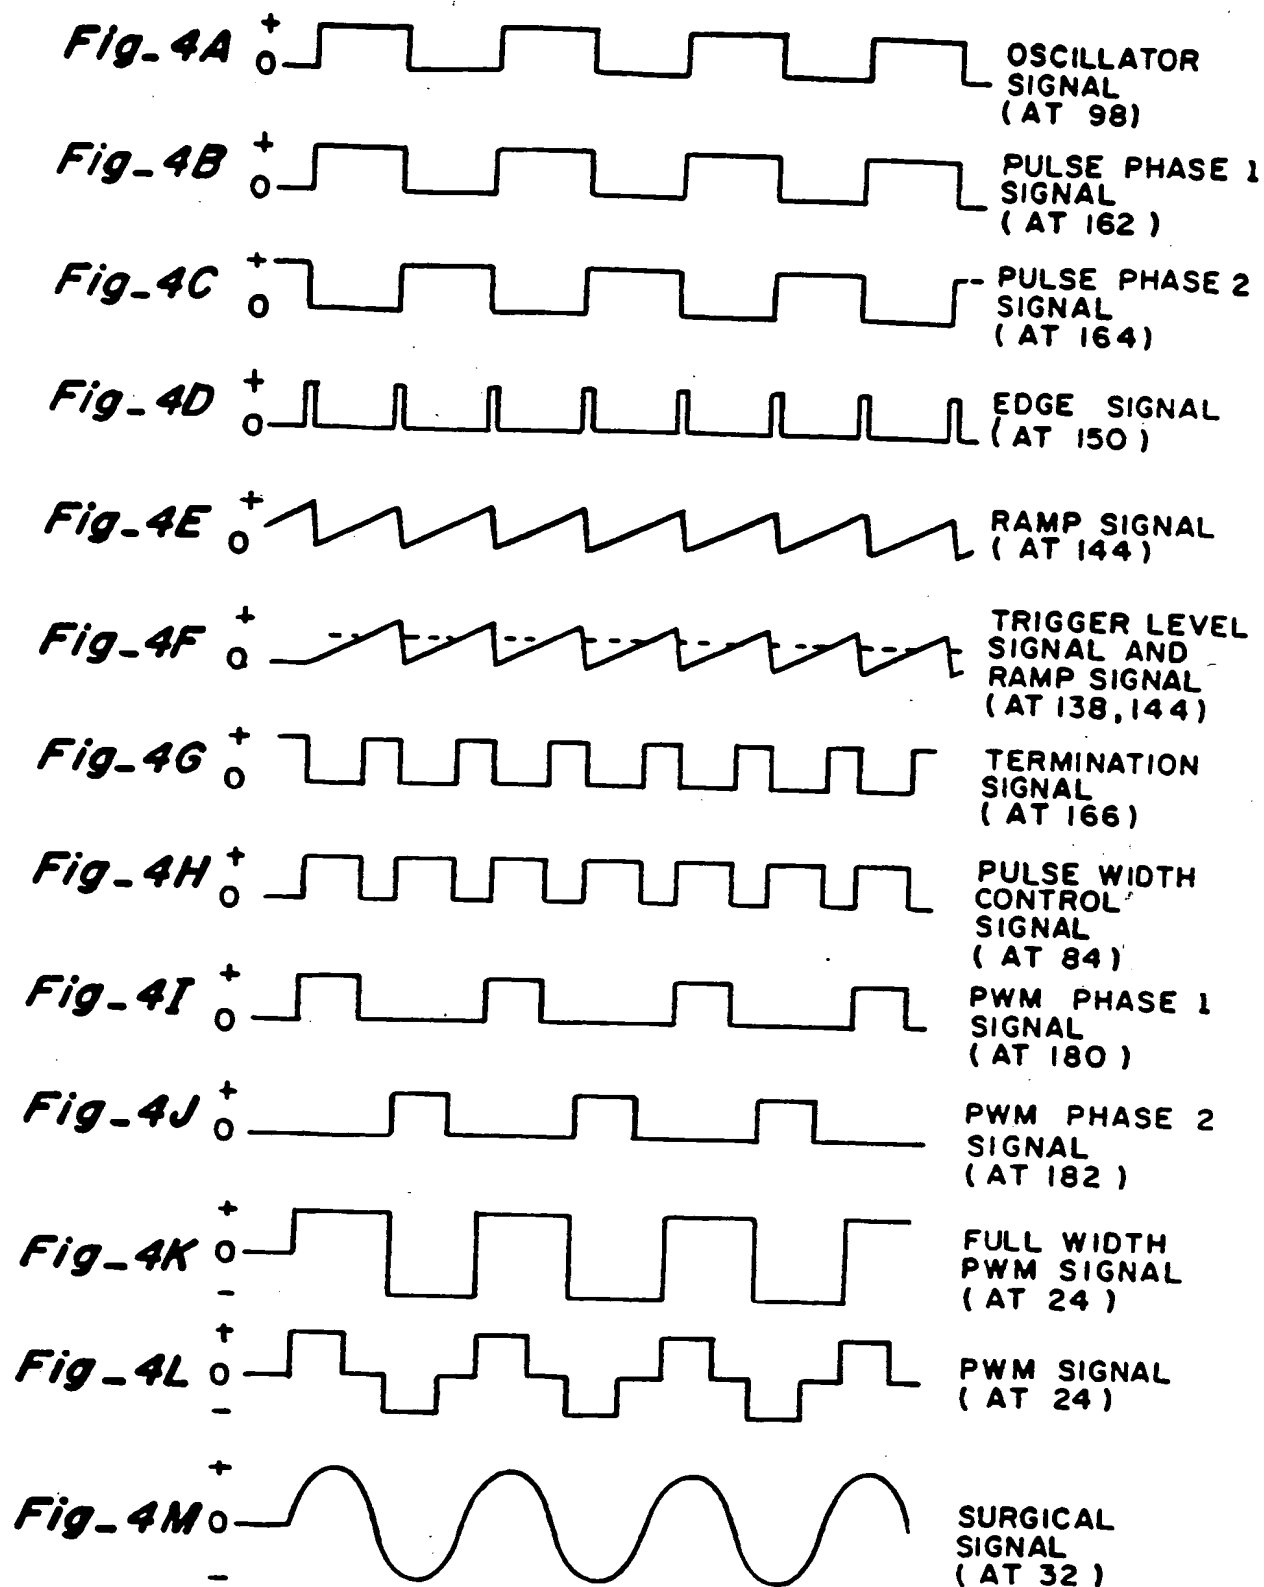 Fig_4A + 0 OSCILLATOR
SIGNAL
(AT 98)
Fig_4B + 0 PULSE PHASE 1
SIGNAL
(AT 162)
Fig_4C + 0 PULSE PHASE 2
SIGNAL
(AT 164)
Fig_4D + 0 EDGE SIGNAL
(AT 150)
Fig_4E + 0 RAMP SIGNAL
(AT 144)
Fig_4F + 0 TRIGGER LEVEL
SIGNAL AND
RAMP SIGNAL
(AT 138,144)
Fig_4G + 0 TERMINATION
SIGNAL
(AT 166)
Fig_4H + 0 PULSE WIDTH
CONTROL
SIGNAL
(AT 84)
Fig_4I + 0 PWM PHASE 1
SIGNAL
(AT 180)
Fig_4J + 0 PWM PHASE 2
SIGNAL
(AT 182)
Fig_4K + 0 - FULL WIDTH
PWM SIGNAL
(AT 24)
Fig_4L + 0 - PWM SIGNAL
(AT 24)
Fig_4M + 0 - SURGICAL
SIGNAL
(AT 32)